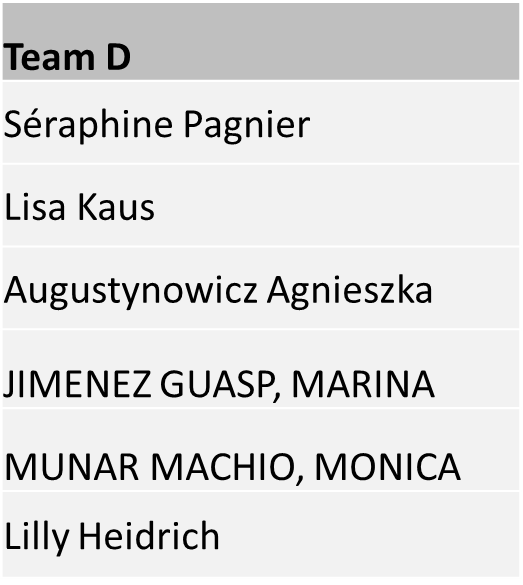 Team D
Séraphine Pagnier
Lisa Kaus
Augustynowicz Agnieszka
JIMENEZ GUASP, MARINA
MUNAR MACHIO, MONICA
Lilly Heidrich